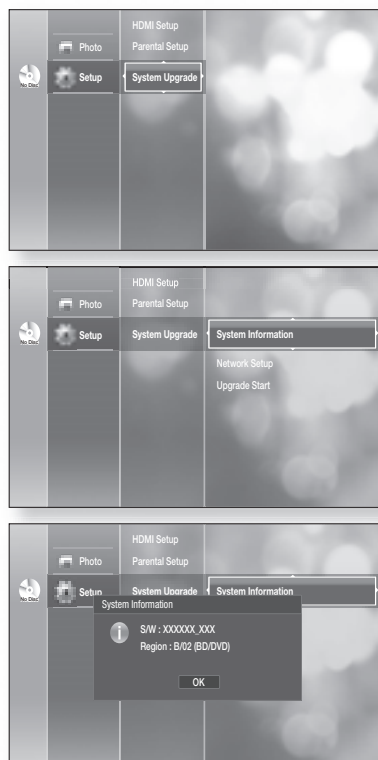 HDMI Setup
Photo
Parental Setup
No Disc
Setup
System Upgrade
HDMI Setup
Photo
Parental Setup
No Disc
Setup
System Upgrade
System Information
Network Setup
Upgrade Start
HDMI Setup
Photo
Parental Setup
No Disc
Setup
System Upgrade
System Information
System Information
S/W : XXXXXX_XXX
Region : B/02 (BD/DVD)
OK